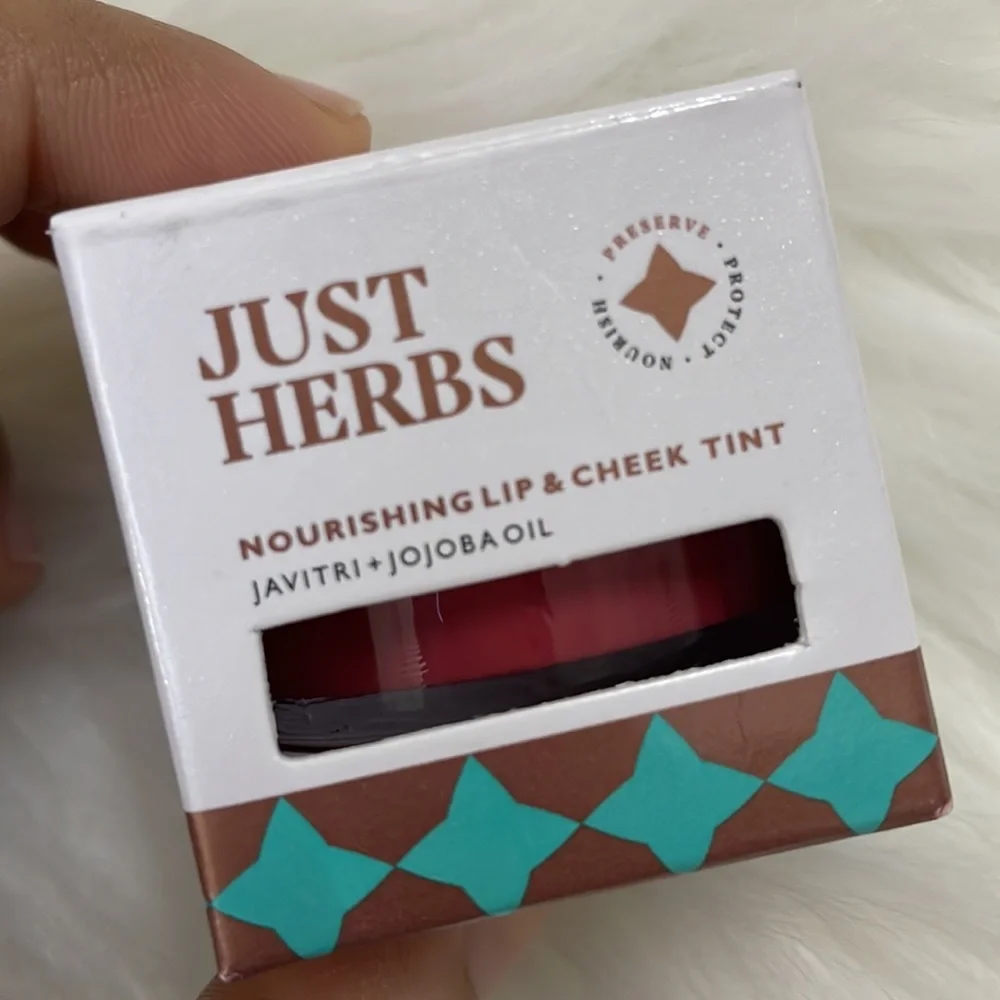 JUST
HERBS
PRESERVE · PROTECT · NOURISH ·
NOURISHING LIP & CHEEK TINT
JAVITRI + JOJOBA OIL